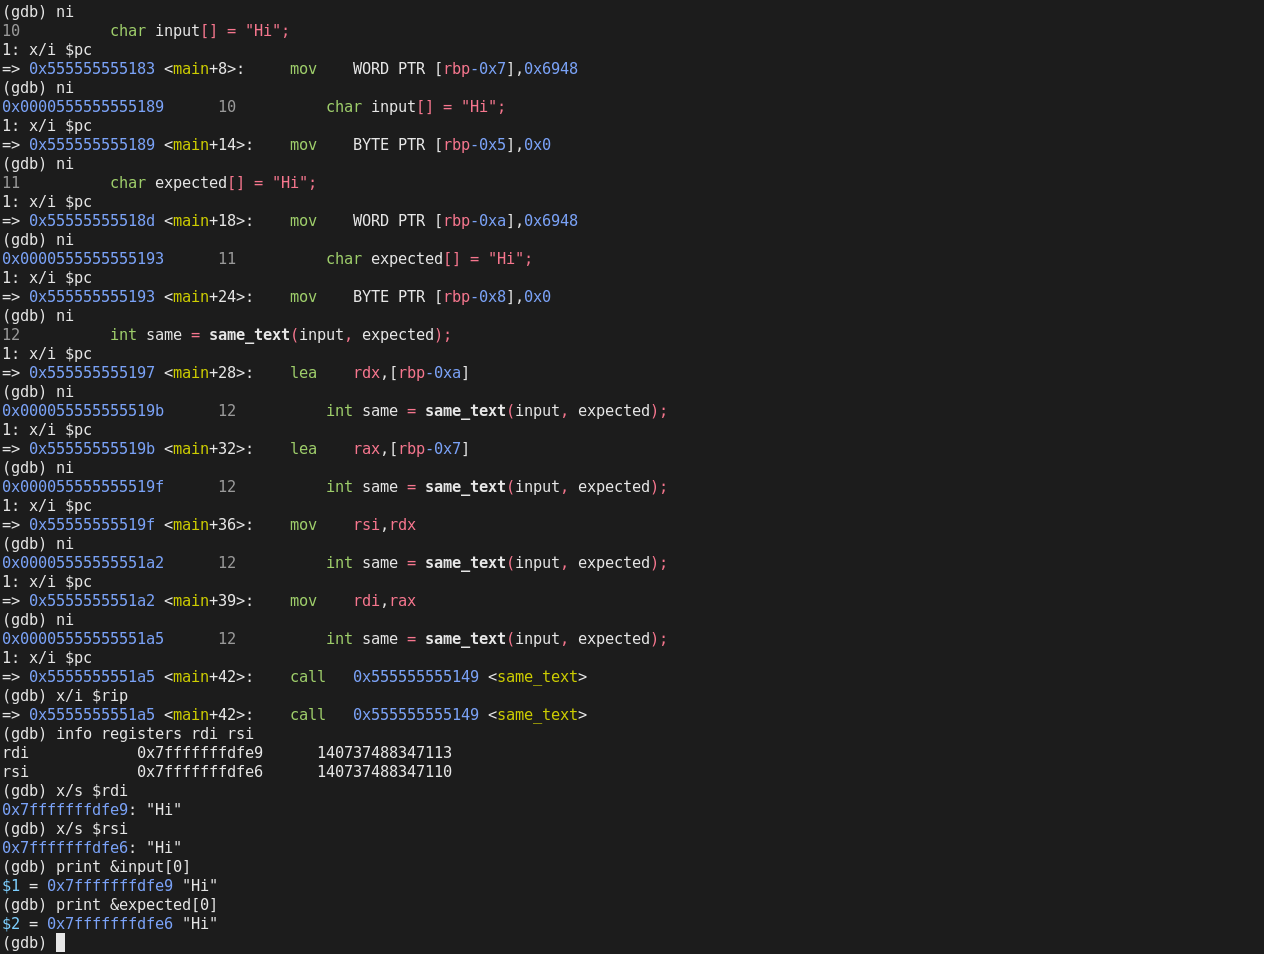 (gdb) ni
10          char input[] = "Hi";
1: x/i $pc
=> 0x555555555183 <main+8>:     mov    WORD PTR [rbp-0x7],0x6948
(gdb) ni
0x0000555555555189      10          char input[] = "Hi";
1: x/i $pc
=> 0x555555555189 <main+14>:    mov    BYTE PTR [rbp-0x5],0x0
(gdb) ni
11          char expected[] = "Hi";
1: x/i $pc
=> 0x55555555518d <main+18>:    mov    WORD PTR [rbp-0xa],0x6948
(gdb) ni
0x0000555555555193      11          char expected[] = "Hi";
1: x/i $pc
=> 0x555555555193 <main+24>:    mov    BYTE PTR [rbp-0x8],0x0
(gdb) ni
12          int same = same_text(input, expected);
1: x/i $pc
=> 0x555555555197 <main+28>:    lea    rdx,[rbp-0xa]
(gdb) ni
0x000055555555519b      12          int same = same_text(input, expected);
1: x/i $pc
=> 0x55555555519b <main+32>:    lea    rax,[rbp-0x7]
(gdb) ni
0x000055555555519f      12          int same = same_text(input, expected);
1: x/i $pc
=> 0x55555555519f <main+36>:    mov    rsi,rdx
(gdb) ni
0x00005555555551a2      12          int same = same_text(input, expected);
1: x/i $pc
=> 0x5555555551a2 <main+39>:    mov    rdi,rax
(gdb) ni
0x00005555555551a5      12          int same = same_text(input, expected);
1: x/i $pc
=> 0x5555555551a5 <main+42>:    call   0x555555555149 <same_text>
(gdb) x/i $rip
=> 0x5555555551a5 <main+42>:    call   0x555555555149 <same_text>
(gdb) info registers rdi rsi
rdi            0x7fffffffdfe9      140737488347113
rsi            0x7fffffffdfe6      140737488347110
(gdb) x/s $rdi
0x7fffffffdfe9: "Hi"
(gdb) x/s $rsi
0x7fffffffdfe6: "Hi"
(gdb) print &input[0]
$1 = 0x7fffffffdfe9 "Hi"
(gdb) print &expected[0]
$2 = 0x7fffffffdfe6 "Hi"
(gdb)